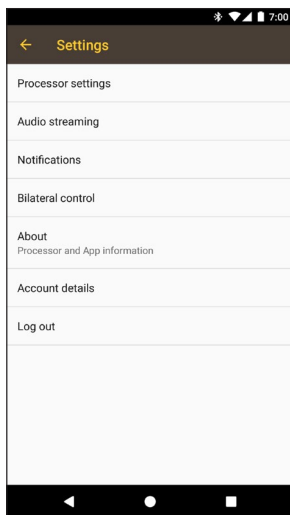 7:00
Settings
Processor settings
Audio streaming
Notifications
Bilateral control
About
Processor and App information
Account details
Log out